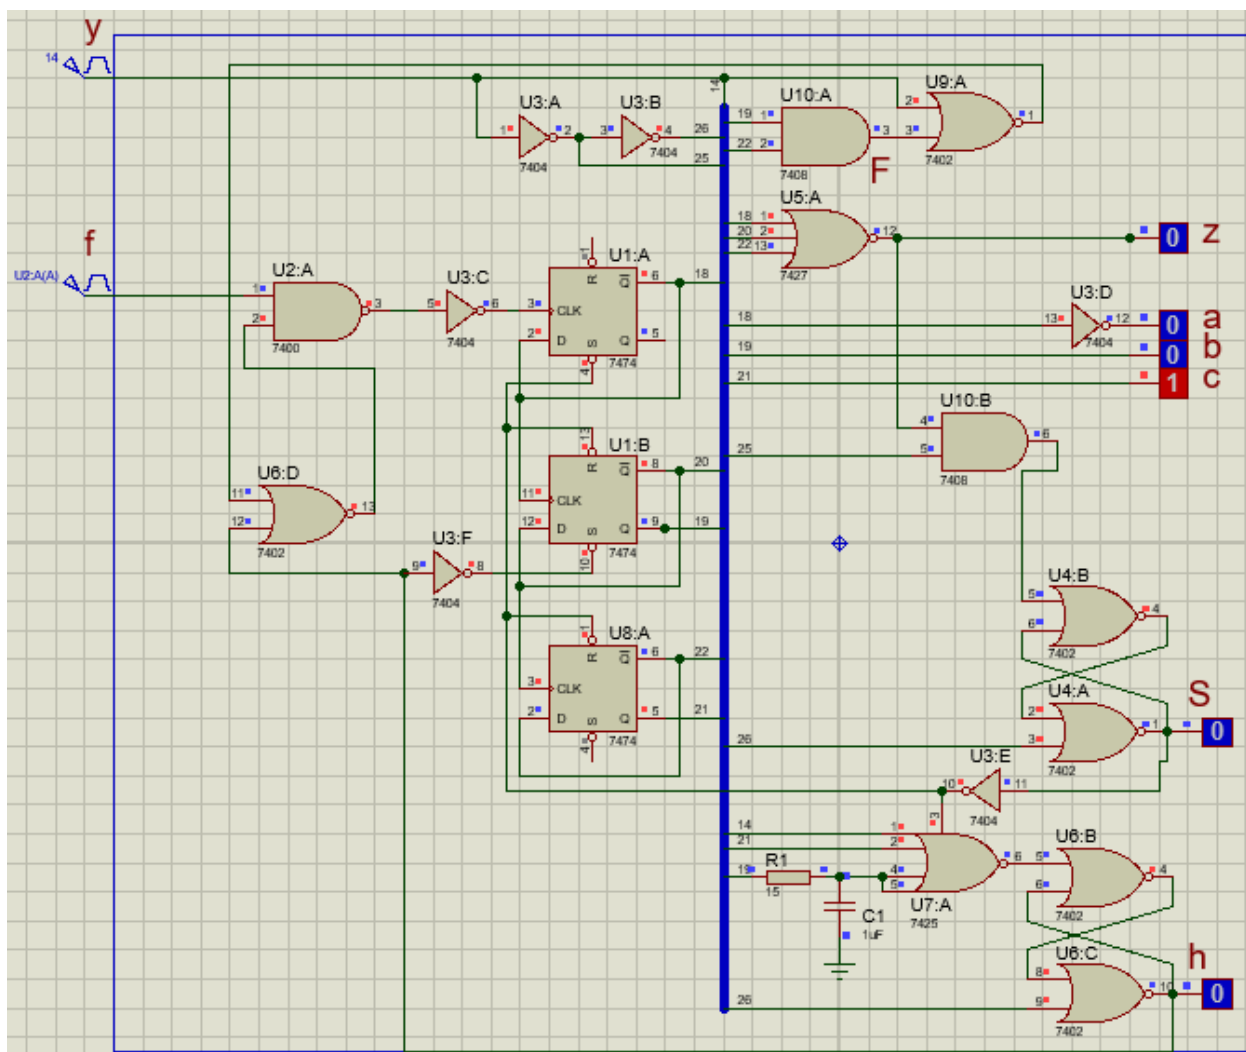 y
14
U3:A
U3:B
1
2
3
4
7404
7404
26
25
14
19
1
22
2
U10:A
3
7408
F
U9:A
2
3
1
7402
U5:A
18
1
20
2
22
13
12
7427
0
z
f
U2:A(A)
U2:A
1
2
3
7400
U3:C
5
6
7404
U1:A
1
R
Q
6
18
3
CLK
2
D
S
Q
5
4
7474
U3:D
18
13
12
7404
0
a
19
0
b
21
1
c
U10:B
4
5
6
25
7408
U1:B
13
R
Q
8
20
11
CLK
12
D
S
Q
9
19
10
7474
U6:D
11
12
13
7402
U3:F
9
8
7404
U4:B
5
6
4
7402
U8:A
1
R
Q
6
22
3
CLK
2
D
S
Q
5
21
4
7474
U4:A
2
3
1
26
7402
S
0
U3:E
10
11
7404
3
14
1
21
2
19
R1
15
4
5
6
U7:A
7425
C1
1uF
U6:B
5
6
4
7402
U6:C
8
9
10
26
7402
h
0